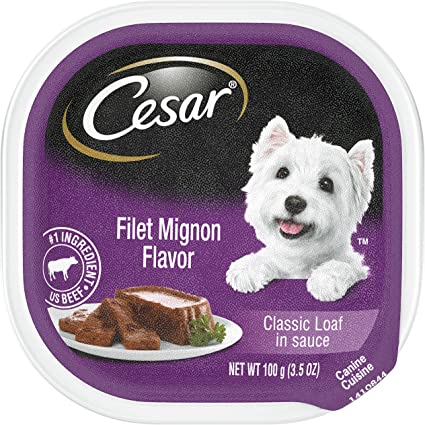 Cesar®
Filet Mignon
Flavor
™
#1 INGREDIENT
US BEEF
Classic Loaf
in sauce
NET WT 100 g (3.5 OZ)
Canine
Cuisine